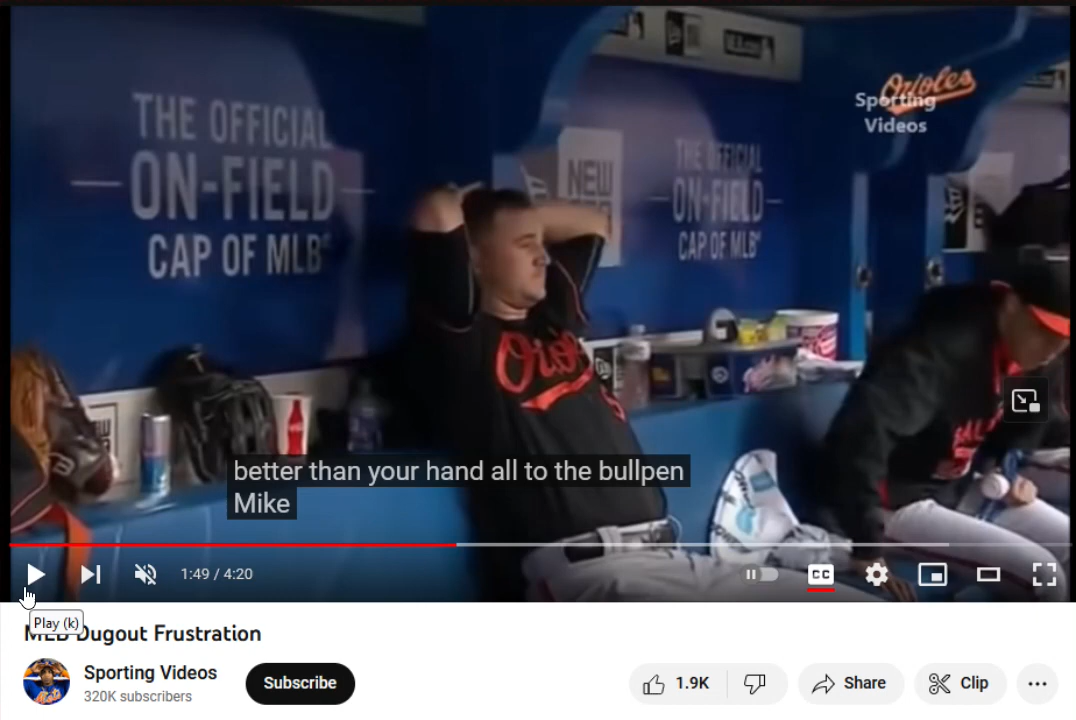 Orioles
Sporting
Videos
THE OFFICIAL
ON-FIELD
CAP OF MLB
NEW
THE OFFICIAL
ON-FIELD
CAP OF MLB
better than your hand all to the bullpen
Mike
1:49 / 4:20
CC
Play (k)
MLB Dugout Frustration
Sporting Videos
320K subscribers
Subscribe
1.9K
Share
Clip